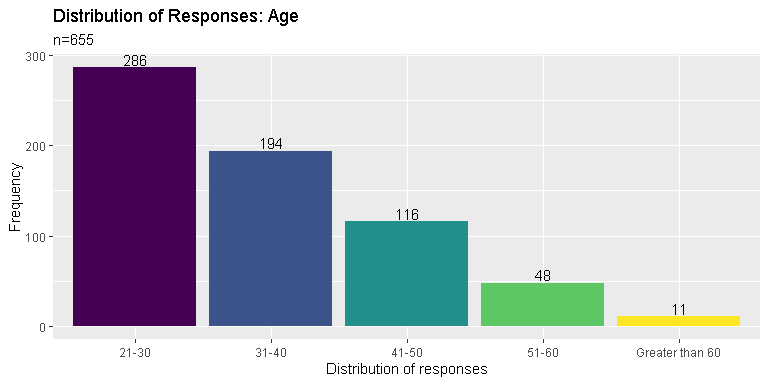 Distribution of Responses: Age
n=655
Frequency
300
200
100
0
286
194
116
48
11
21-30
31-40
41-50
51-60
Greater than 60
Distribution of responses